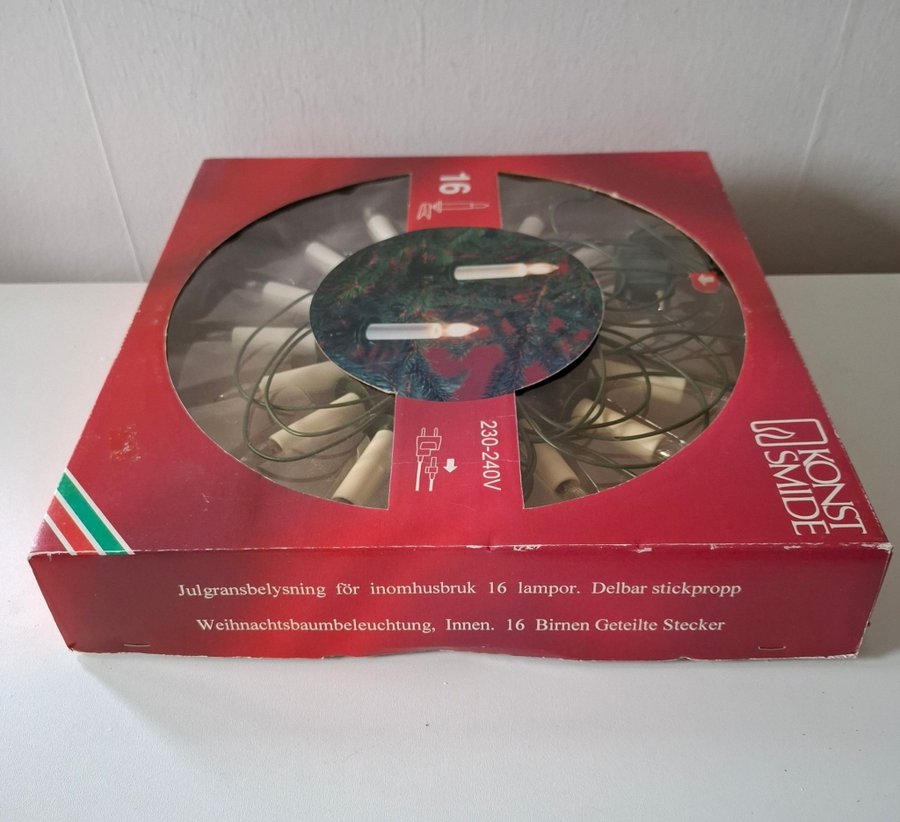 16
230-240V
KONST
SMIDE
Julgransbelysning för inomhusbruk 16 lampor. Delbar stickpropp
Weihnachtsbaumbeleuchtung, Innen. 16 Birnen Geteilte Stecker